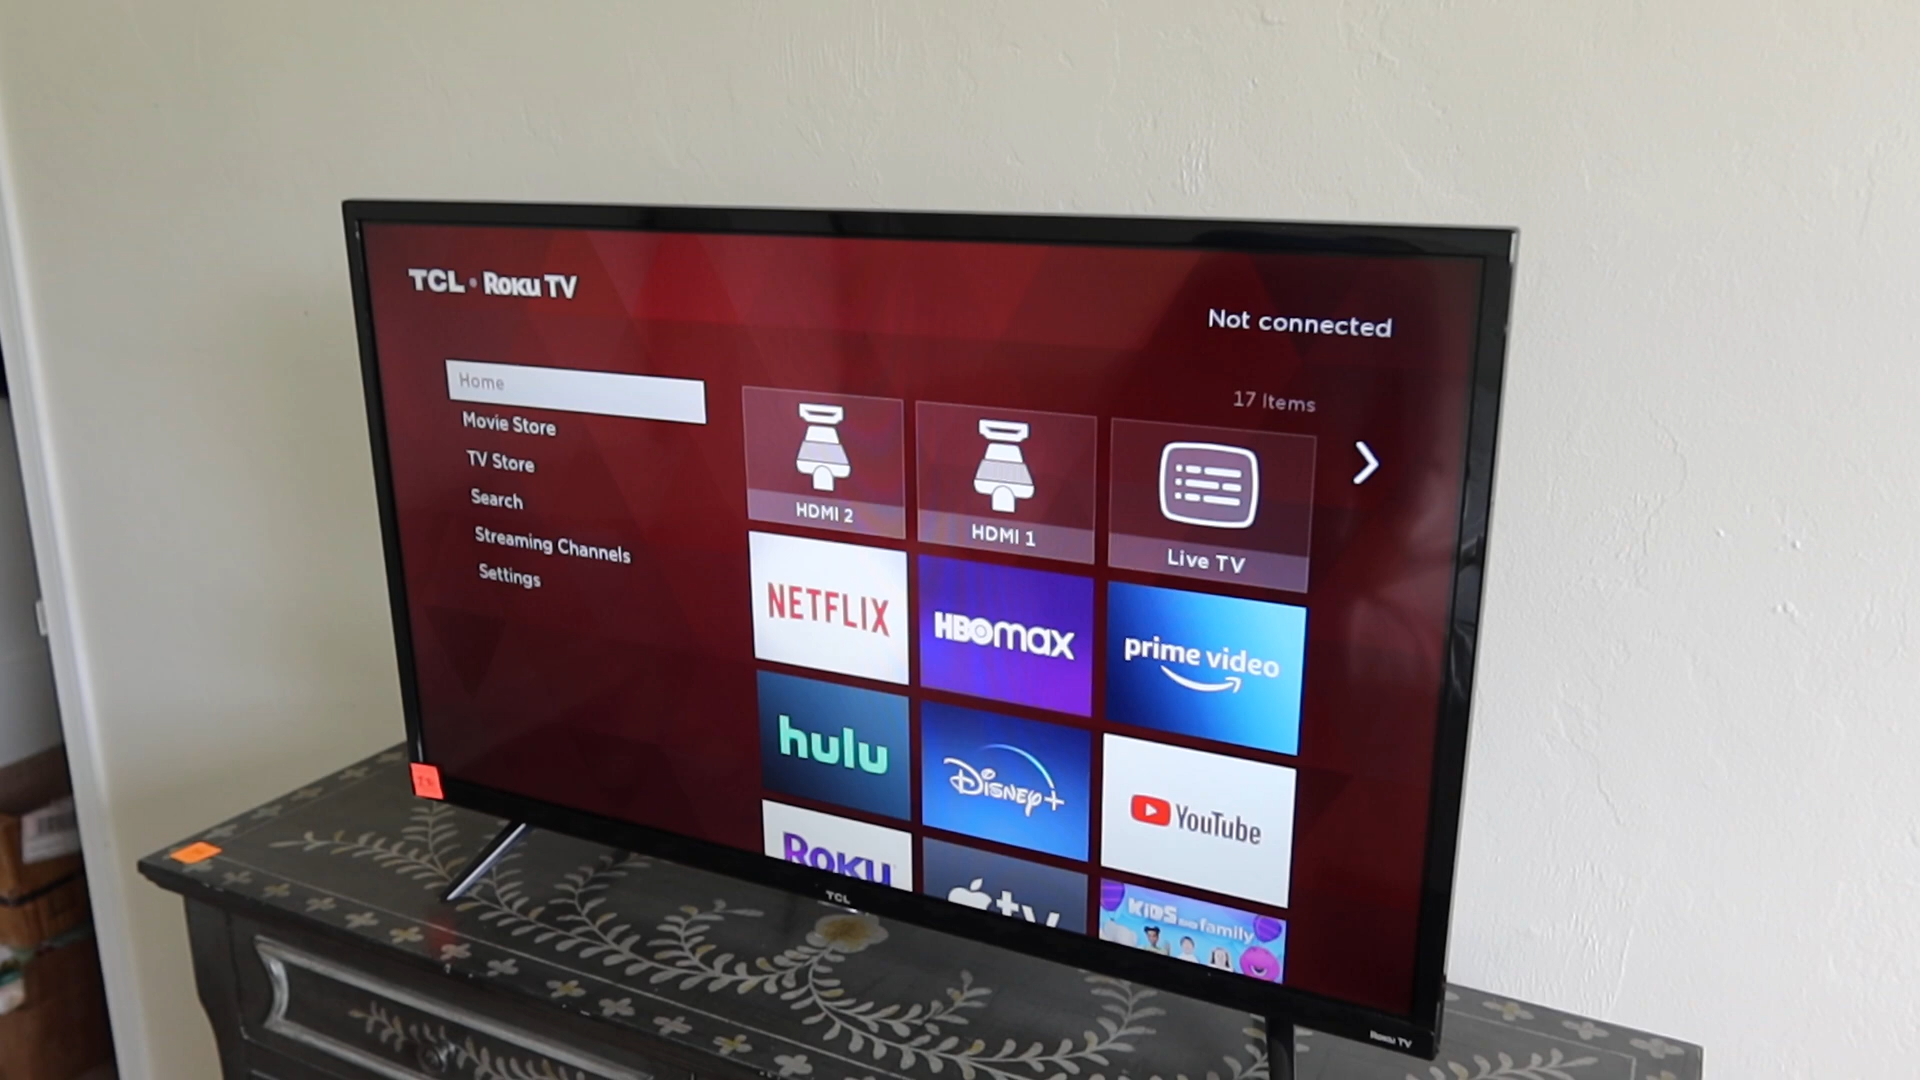 TCL • Roku TV
Not connected
17 Items
Home
Movie Store
TV Store
Search
Streaming Channels
Settings
HDMI 2
HDMI 1
Live TV
NETFLIX
HBOmax
prime video
hulu
Disney+
YouTube
Roku
tv
KIDS AND family
TCL
Roku TV